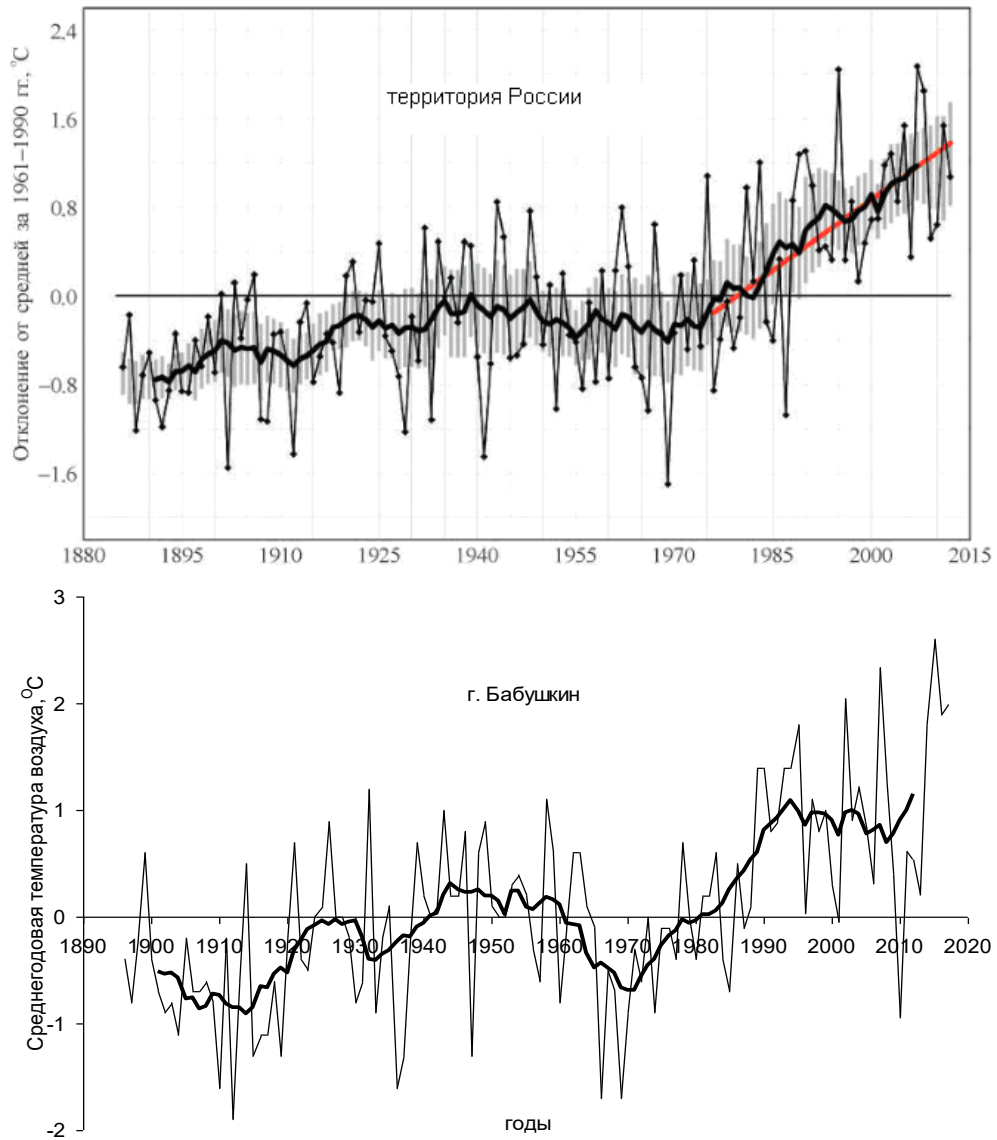 Отклонение от средней за 1961–1990 гг., °C
2.4
1.6
0.8
0.0
−0.8
−1.6
территория России
1880 1895 1910 1925 1940 1955 1970 1985 2000 2015
Среднегодовая температура воздуха, °C
3
2
1
0
-1
-2
г. Бабушкин
1890 1900 1910 1920 1930 1940 1950 1960 1970 1980 1990 2000 2010 2020
годы